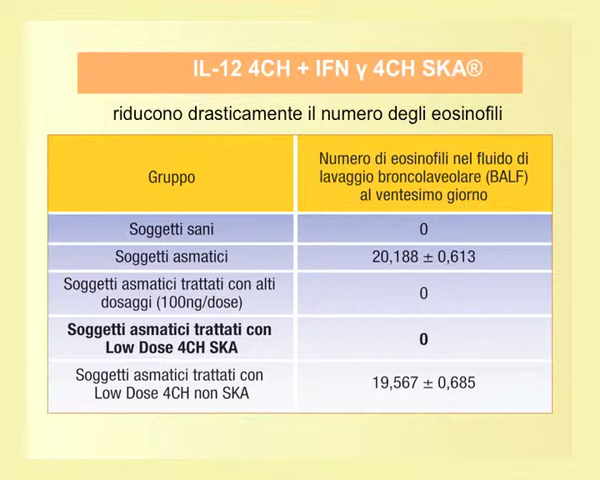 IL-12 4CH + IFN γ 4CH SKA®
riducono drasticamente il numero degli eosinofili
Gruppo
Numero di eosinofili nel fluido di
lavaggio broncolaveolare (BALF)
al ventesimo giorno
Soggetti sani
0
Soggetti asmatici
20,188 ± 0,613
Soggetti asmatici trattati con alti
dosaggi (100ng/dose)
0
Soggetti asmatici trattati con
Low Dose 4CH SKA
0
Soggetti asmatici trattati con
Low Dose 4CH non SKA
19,567 ± 0,685